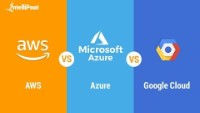 IntelliPaat
aws
VS
Microsoft
Azure
VS
AWS
Azure
Google Cloud